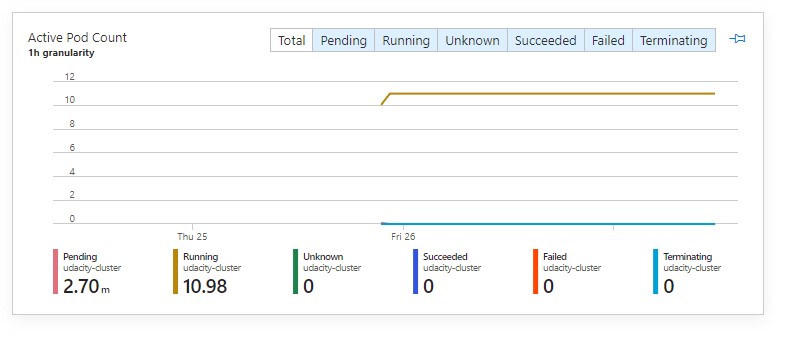 Active Pod Count
1h granularity
Total Pending Running Unknown Succeeded Failed Terminating
12
10
8
6
4
2
0
Thu 25 Fri 26
Pending Running Unknown Succeeded Failed Terminating
udacity-cluster udacity-cluster udacity-cluster udacity-cluster udacity-cluster udacity-cluster
2.70 m 10.98 0 0 0 0